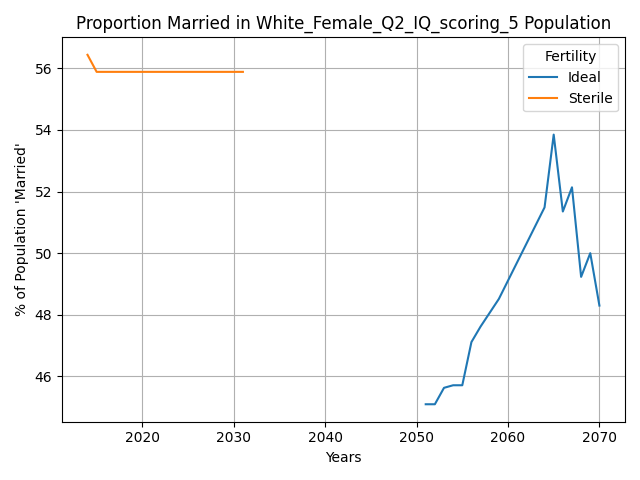 Proportion Married in White_Female_Q2_IQ_scoring_5 Population
% of Population 'Married'
56
54
52
50
48
46
Fertility
Ideal
Sterile
2020 2030 2040 2050 2060 2070
Years